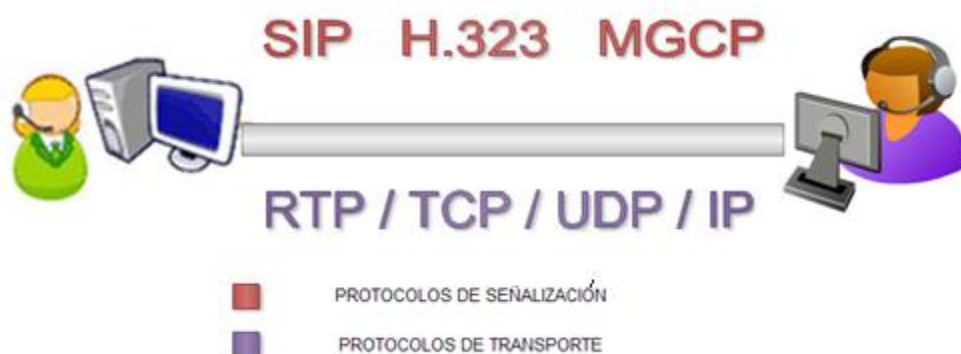 SIP H.323 MGCP
RTP / TCP / UDP / IP
PROTOCOLOS DE SEÑALIZACIÓN
PROTOCOLOS DE TRANSPORTE